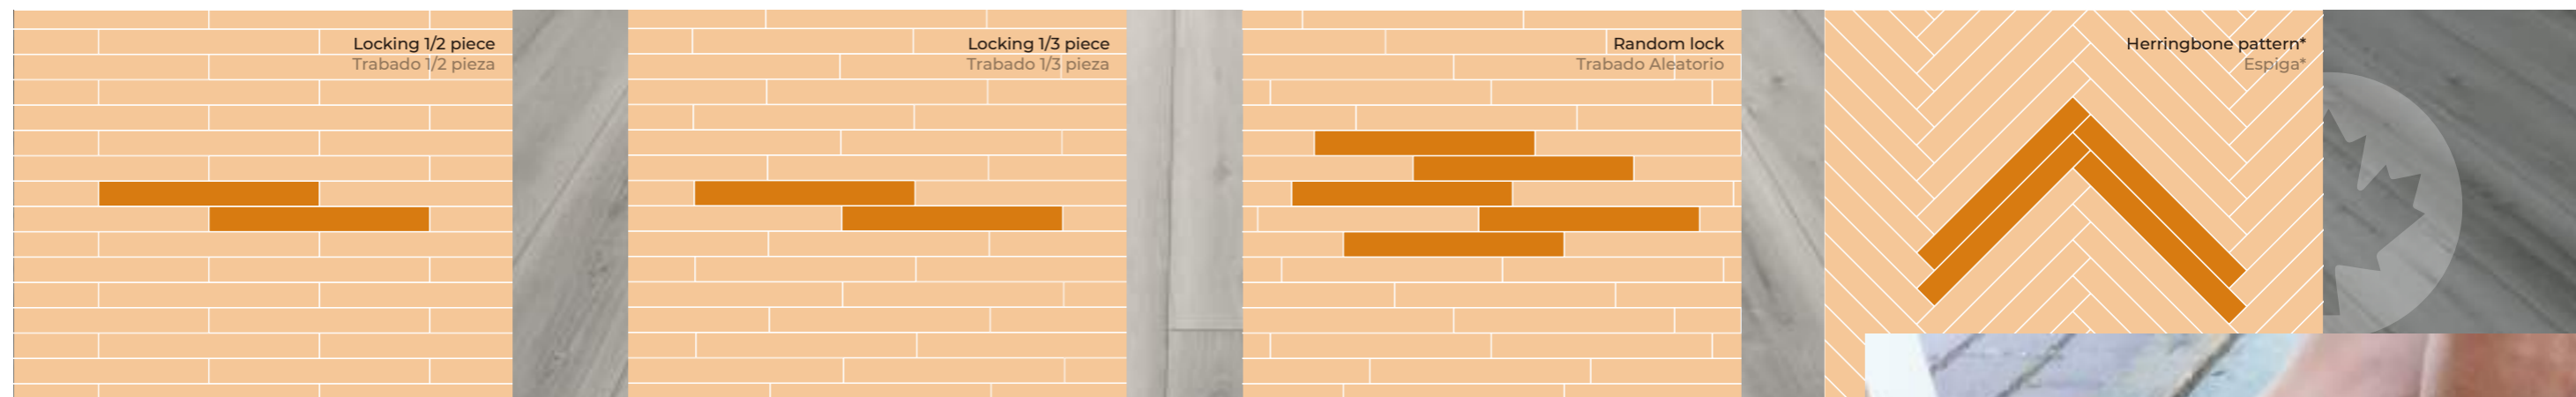 Locking 1/2 piece
Trabado 1/2 pieza
Locking 1/3 piece
Trabado 1/3 pieza
Random lock
Trabado Aleatorio
Herringbone pattern*
Espiga*